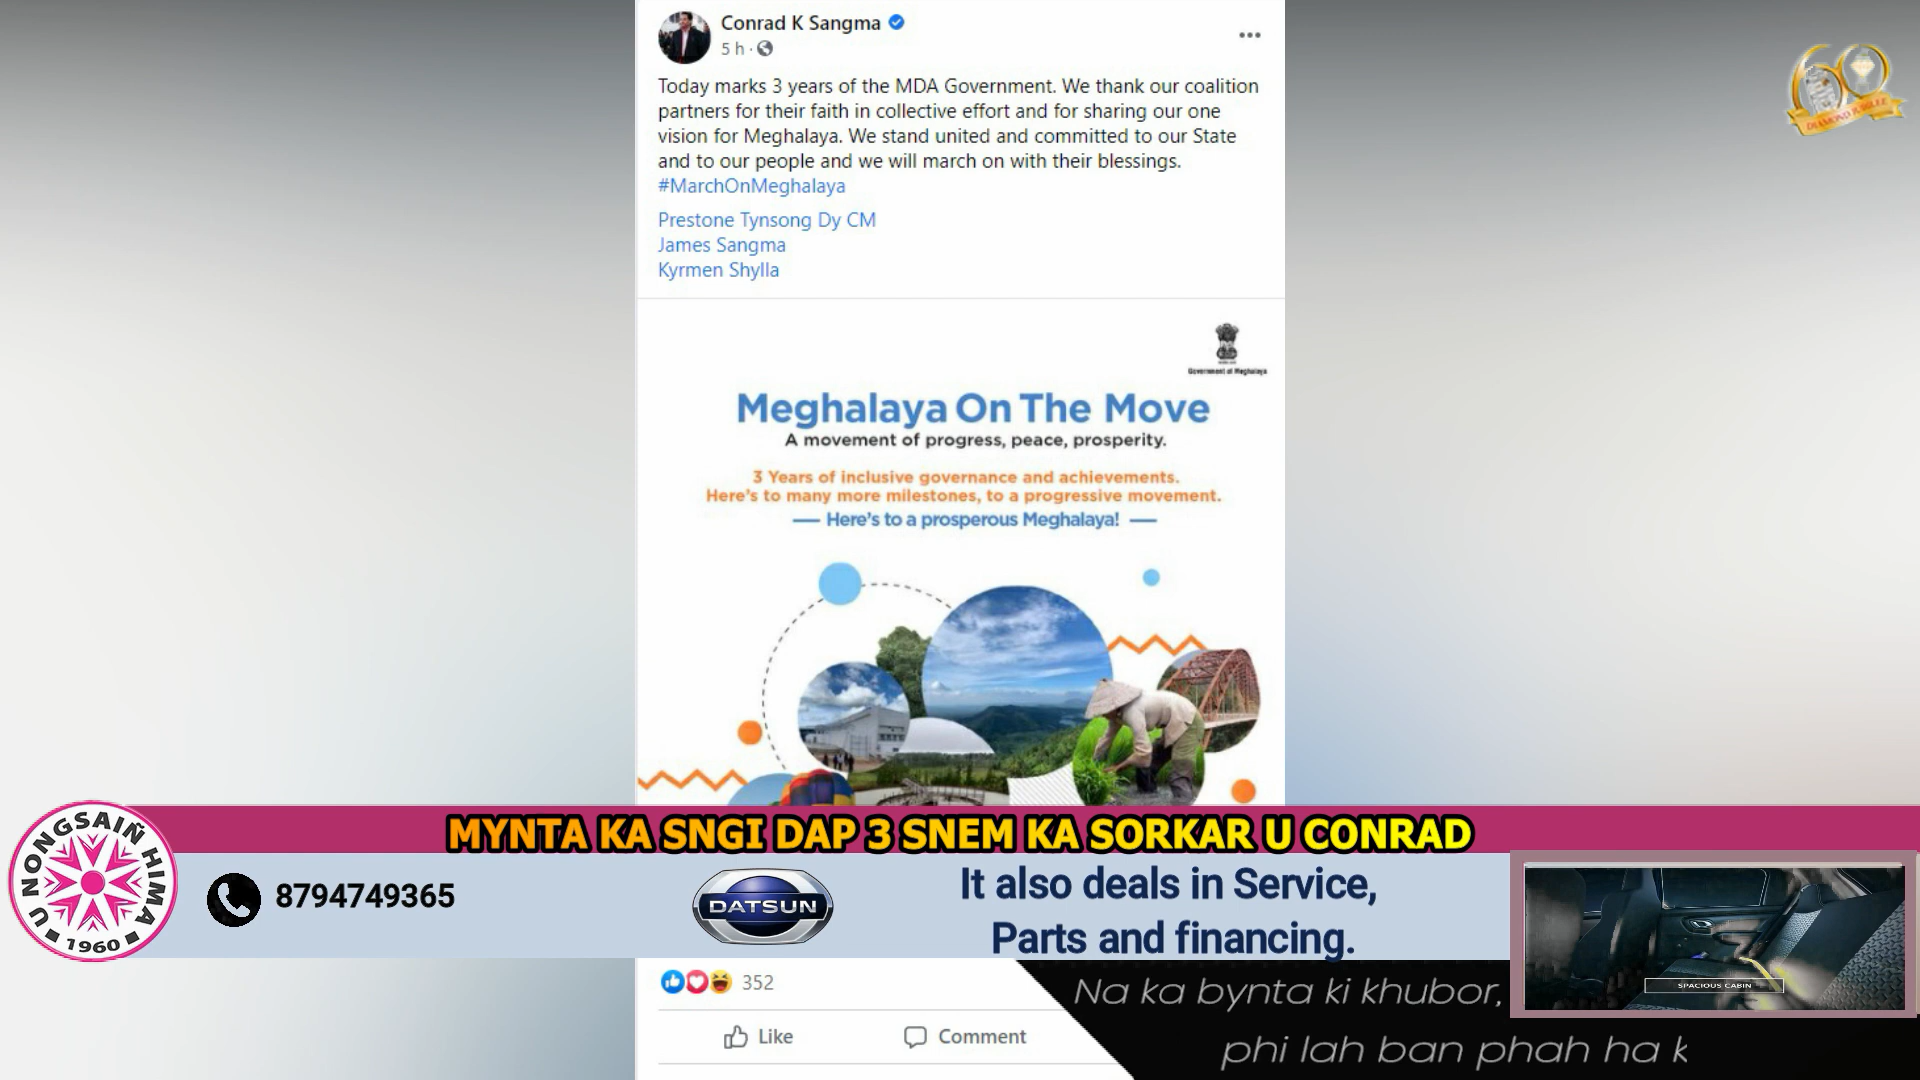 Conrad K Sangma
5 h ·
Today marks 3 years of the MDA Government. We thank our coalition
partners for their faith in collective effort and for sharing our one
vision for Meghalaya. We stand united and committed to our State
and to our people and we will march on with their blessings.
#MarchOnMeghalaya
Prestone Tynsong Dy CM
James Sangma
Kyrmen Shylla
60
DIAMOND JUBILEE
Government of Meghalaya
Meghalaya On The Move
A movement of progress, peace, prosperity.
3 Years of inclusive governance and achievements.
Here's to many more milestones, to a progressive movement.
Here's to a prosperous Meghalaya!
MYNTA KA SNGI DAP 3 SNEM KA SORKAR U CONRAD
U NONGSAIÑ HIMA
1960
8794749365
DATSUN
It also deals in Service,
Parts and financing.
SPACIOUS CABIN
352
Like
Comment
Na ka bynta ki khubor,
phi lah ban phah ha k